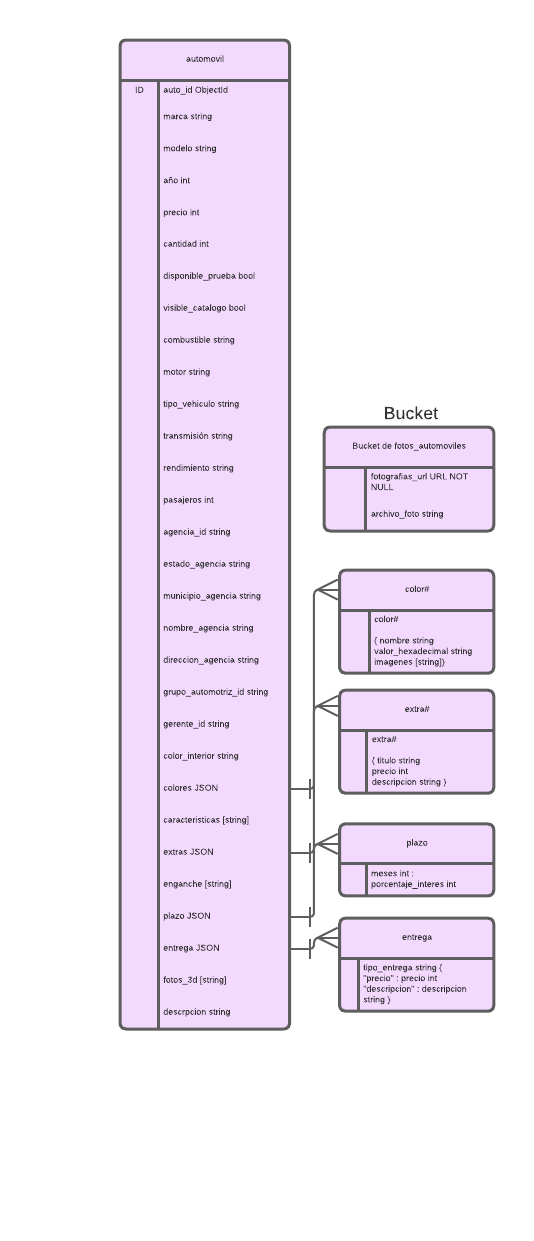 automovil
ID
auto_id ObjectId
marca string
modelo string
año int
precio int
cantidad int
disponible_prueba bool
visible_catalogo bool
combustible string
motor string
tipo_vehiculo string
transmisión string
rendimiento string
pasajeros int
agencia_id string
estado_agencia string
municipio_agencia string
nombre_agencia string
direccion_agencia string
grupo_automotriz_id string
gerente_id string
color_interior string
colores JSON
caracteristicas [string]
extras JSON
enganche [string]
plazo JSON
entrega JSON
fotos_3d [string]
descrpcion string
Bucket
Bucket de fotos_automoviles
fotografias_url URL NOT
NULL
archivo_foto string
color#
color#
{ nombre string
valor_hexadecimal string
imagenes [string]}
extra#
extra#
{ titulo string
precio int
descripcion string }
plazo
meses int :
porcentaje_interes int
entrega
tipo_entrega string {
"precio" : precio int
"descripcion" : descripcion
string }